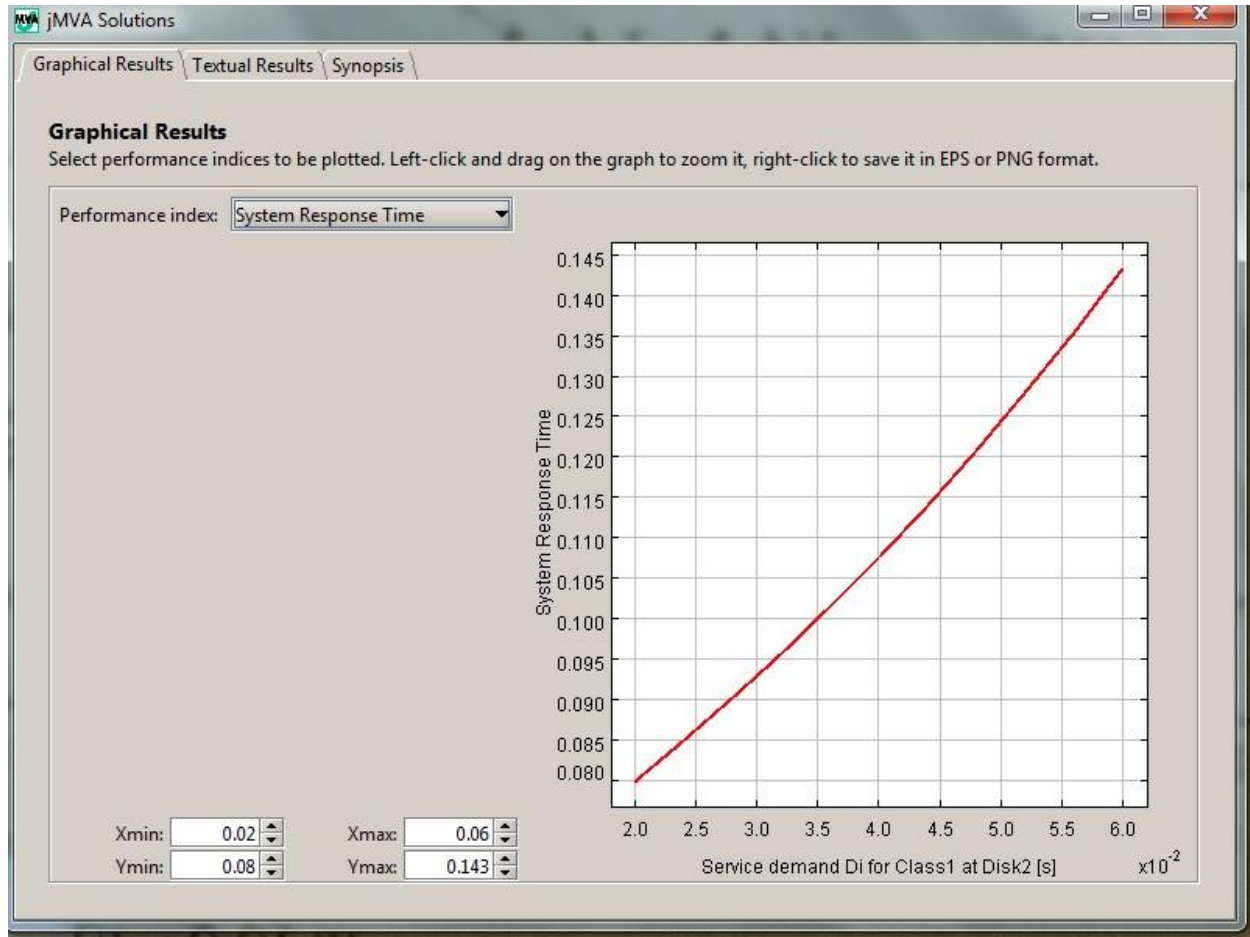 MVA jMVA Solutions
Graphical Results Textual Results Synopsis
Graphical Results
Select performance indices to be plotted. Left-click and drag on the graph to zoom it, right-click to save it in EPS or PNG format.
Performance index: System Response Time
System Response Time
0.145
0.140
0.135
0.130
0.125
0.120
0.115
0.110
0.105
0.100
0.095
0.090
0.085
0.080
2.0 2.5 3.0 3.5 4.0 4.5 5.0 5.5 6.0
Service demand Di for Class1 at Disk2 [s] x10-2
Xmin: 0.02 Xmax: 0.06
Ymin: 0.08 Ymax: 0.143